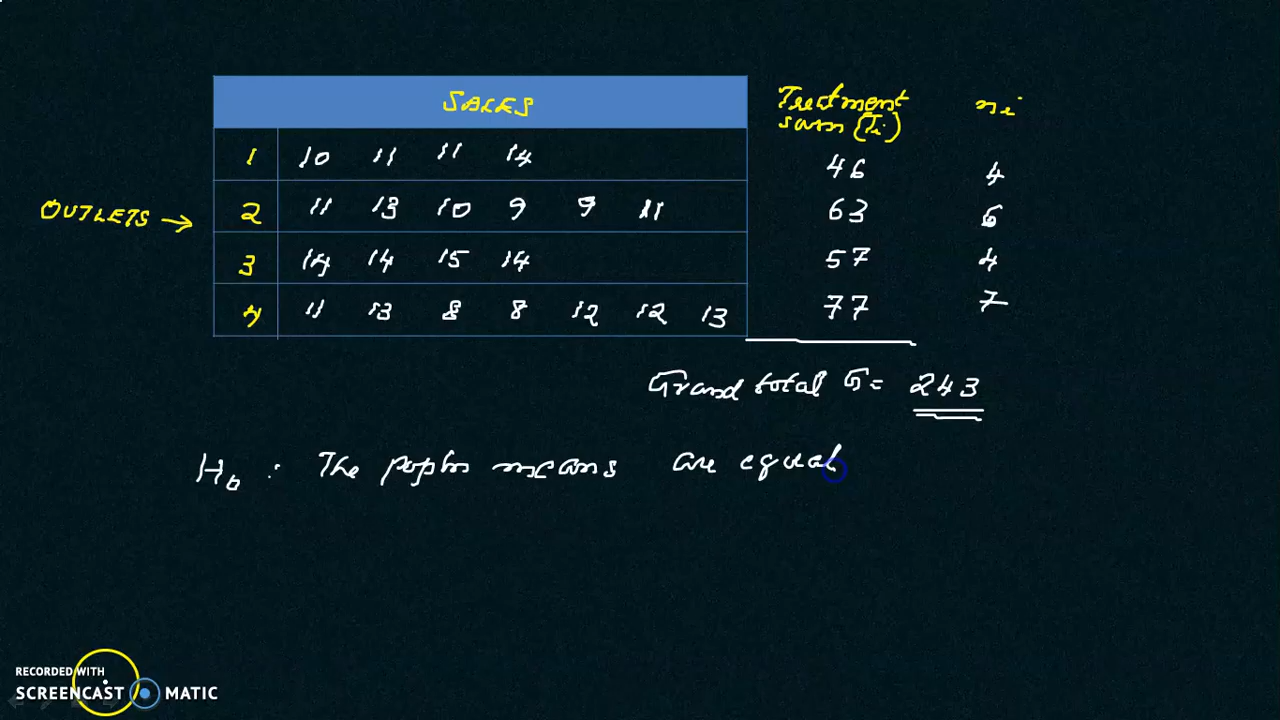 SALES Treatment
sum (Ti) ni
1 10 11 11 14 46 4
OUTLETS → 2 11 13 10 9 9 11 63 6
3 14 14 15 14 57 4
4 11 13 8 8 12 12 13 77 7
Grand total G = 243
H0 : The popln means are equal
RECORDED WITH
SCREENCAST MATIC